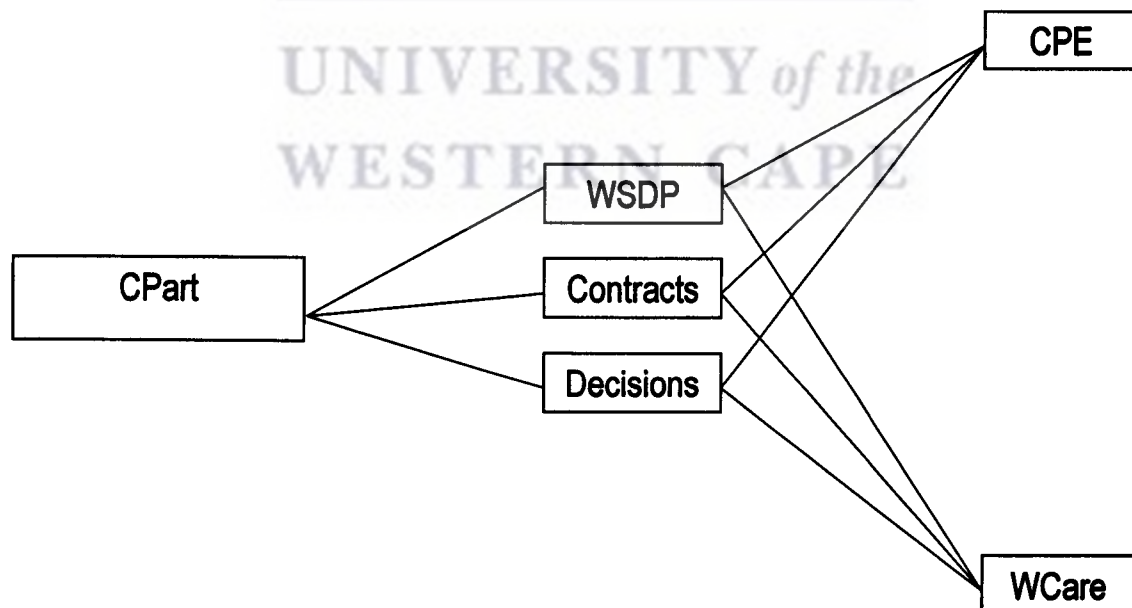 CPE
UNIVERSITY of the
WESTERN CAPE
WSDP
CPart
Contracts
Decisions
WCare